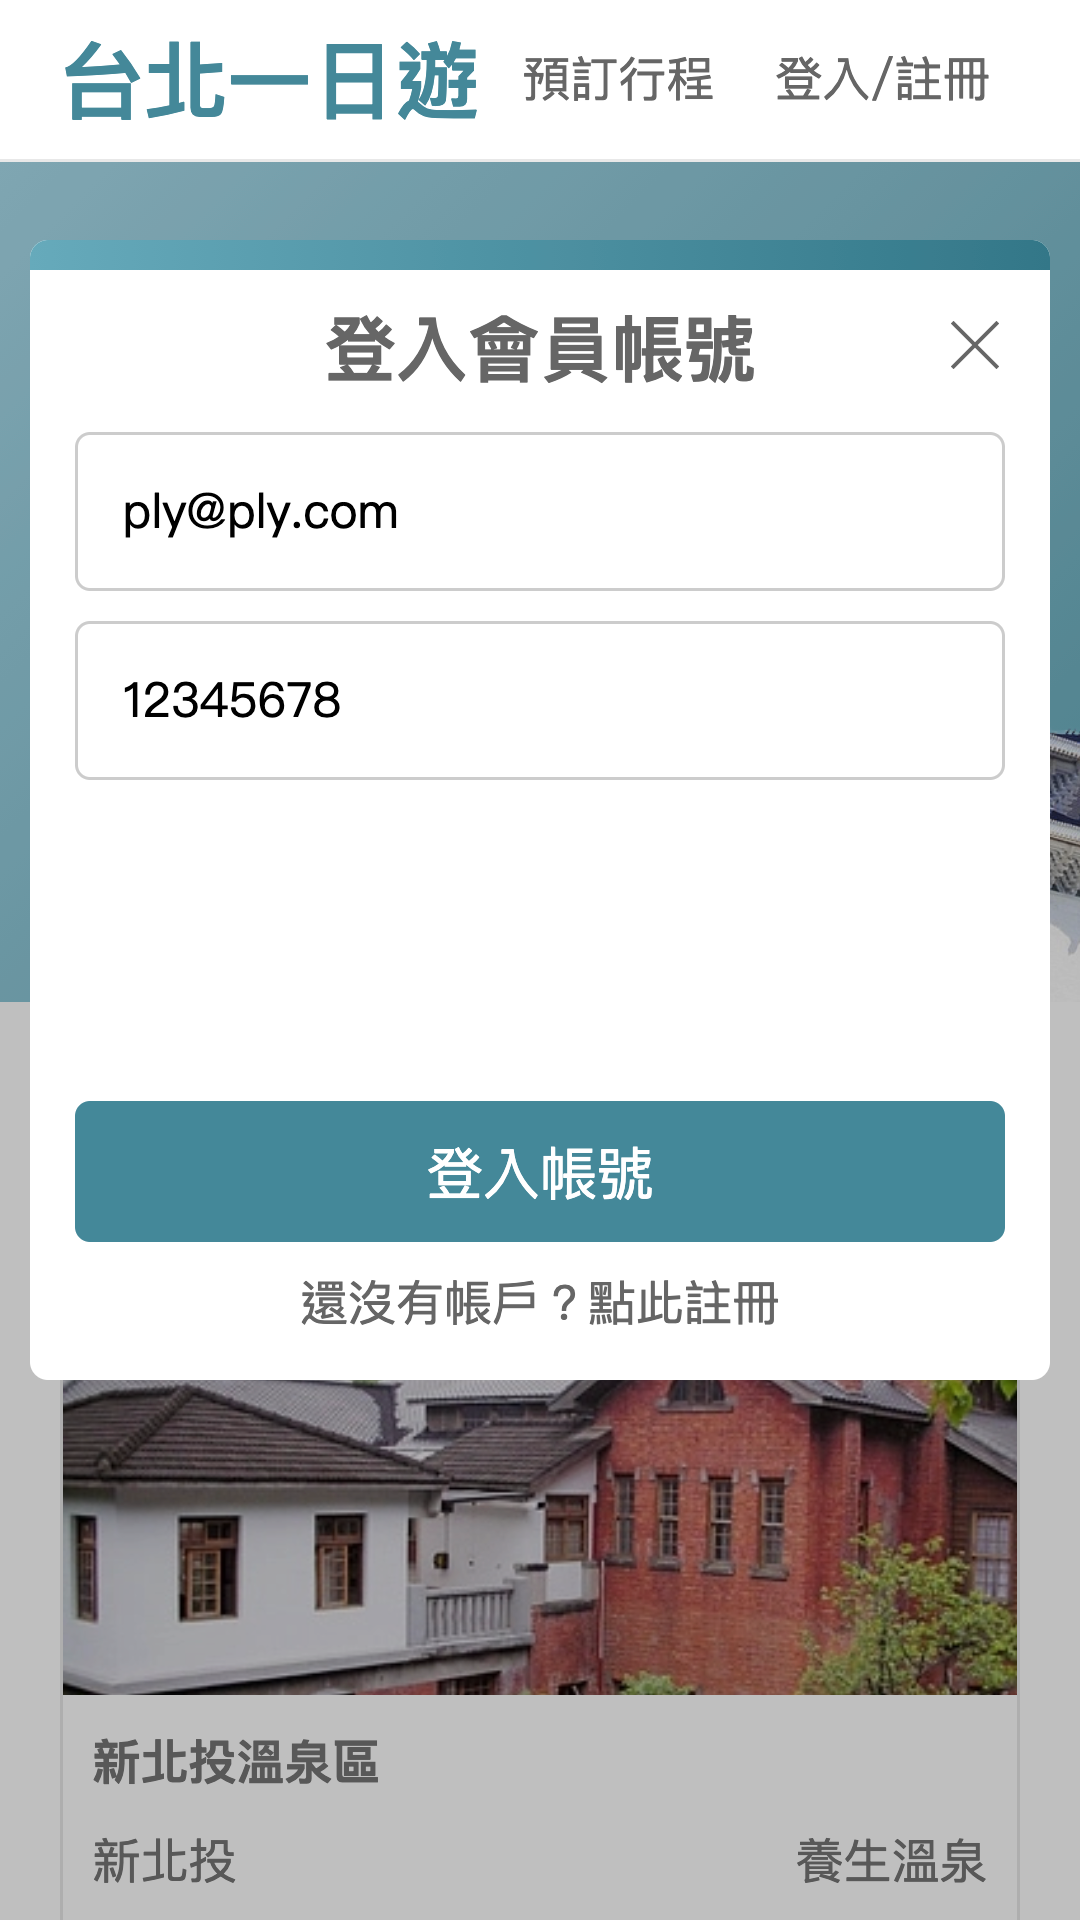 台北一日遊 預訂行程 登入/註冊
登入會員帳號
ply@ply.com
12345678
登入帳號
還沒有帳戶？點此註冊
新北投溫泉區
新北投 養生溫泉